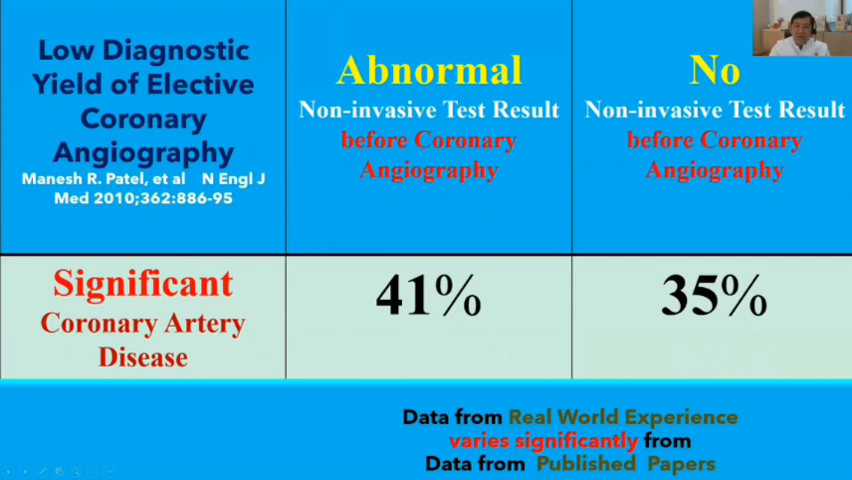 Low Diagnostic
Yield of Elective
Coronary
Angiography
Manesh R. Patel, et al N Engl J
Med 2010;362:886-95
Abnormal
Non-invasive Test Result
before Coronary
Angiography
No
Non-invasive Test Result
before Coronary
Angiography
Significant
Coronary Artery
Disease
41%
35%
Data from Real World Experience
varies significantly from
Data from Published Papers